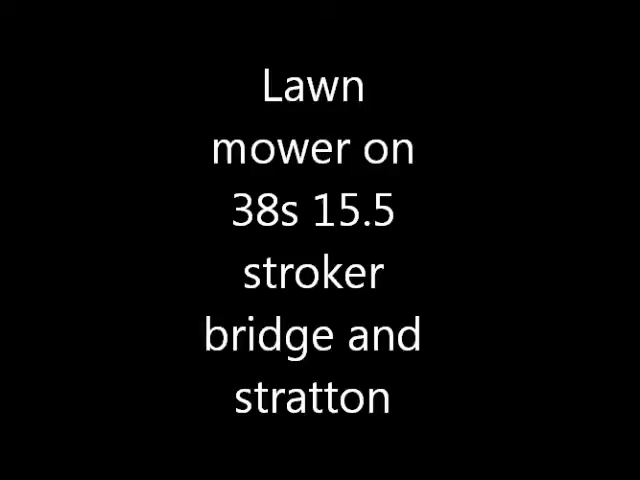 Lawn
mower on
38s 15.5
stroker
bridge and
stratton